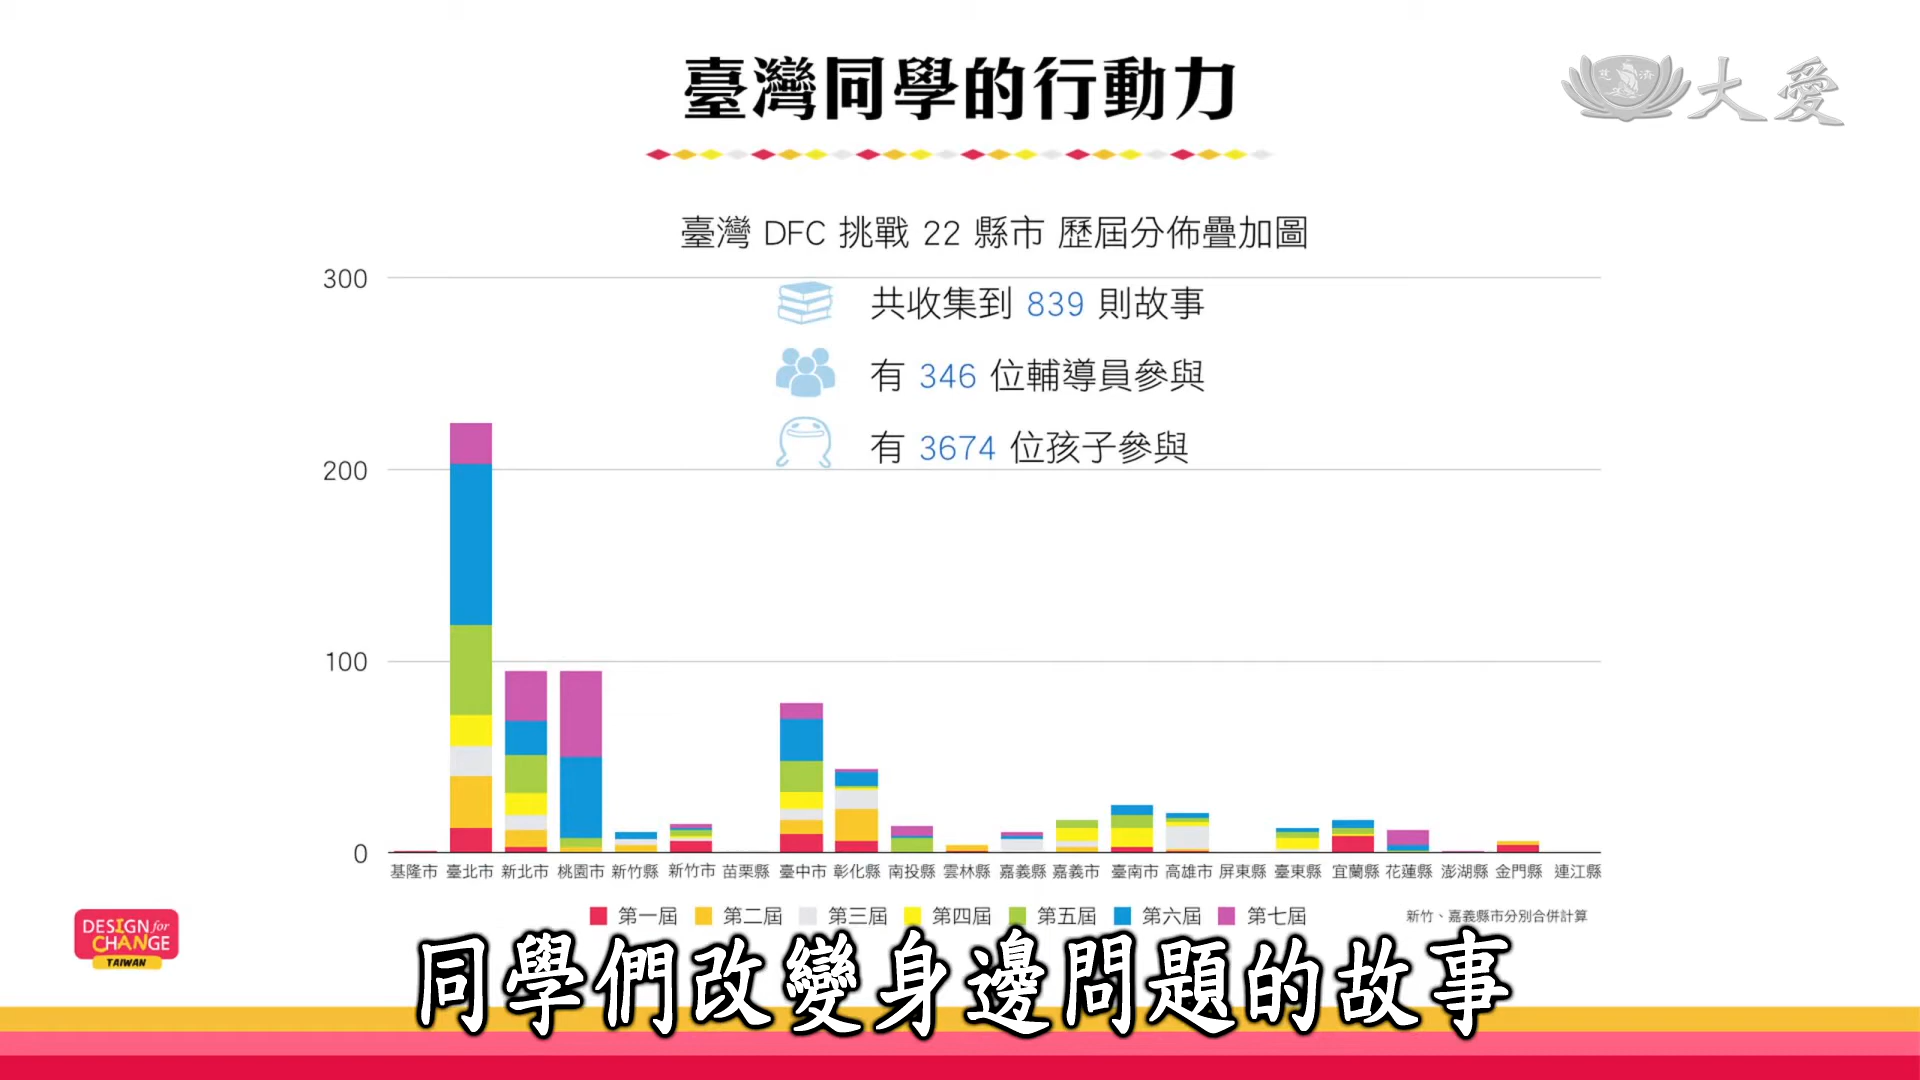 臺灣同學的行動力
慈濟
大愛
臺灣 DFC 挑戰 22 縣市 歷屆分佈疊加圖
300
共收集到 839 則故事
有 346 位輔導員參與
有 3674 位孩子參與
200
100
0
基隆市 臺北市 新北市 桃園市 新竹縣 新竹市 苗栗縣 臺中市 彰化縣 南投縣 雲林縣 嘉義縣 嘉義市 臺南市 高雄市 屏東縣 臺東縣 宜蘭縣 花蓮縣 澎湖縣 金門縣 連江縣
第一屆 第二屆 第三屆 第四屆 第五屆 第六屆 第七屆
新竹、嘉義縣市分別合併計算
DESIGN for
CHANGE
TAIWAN
同學們改變身邊問題的故事